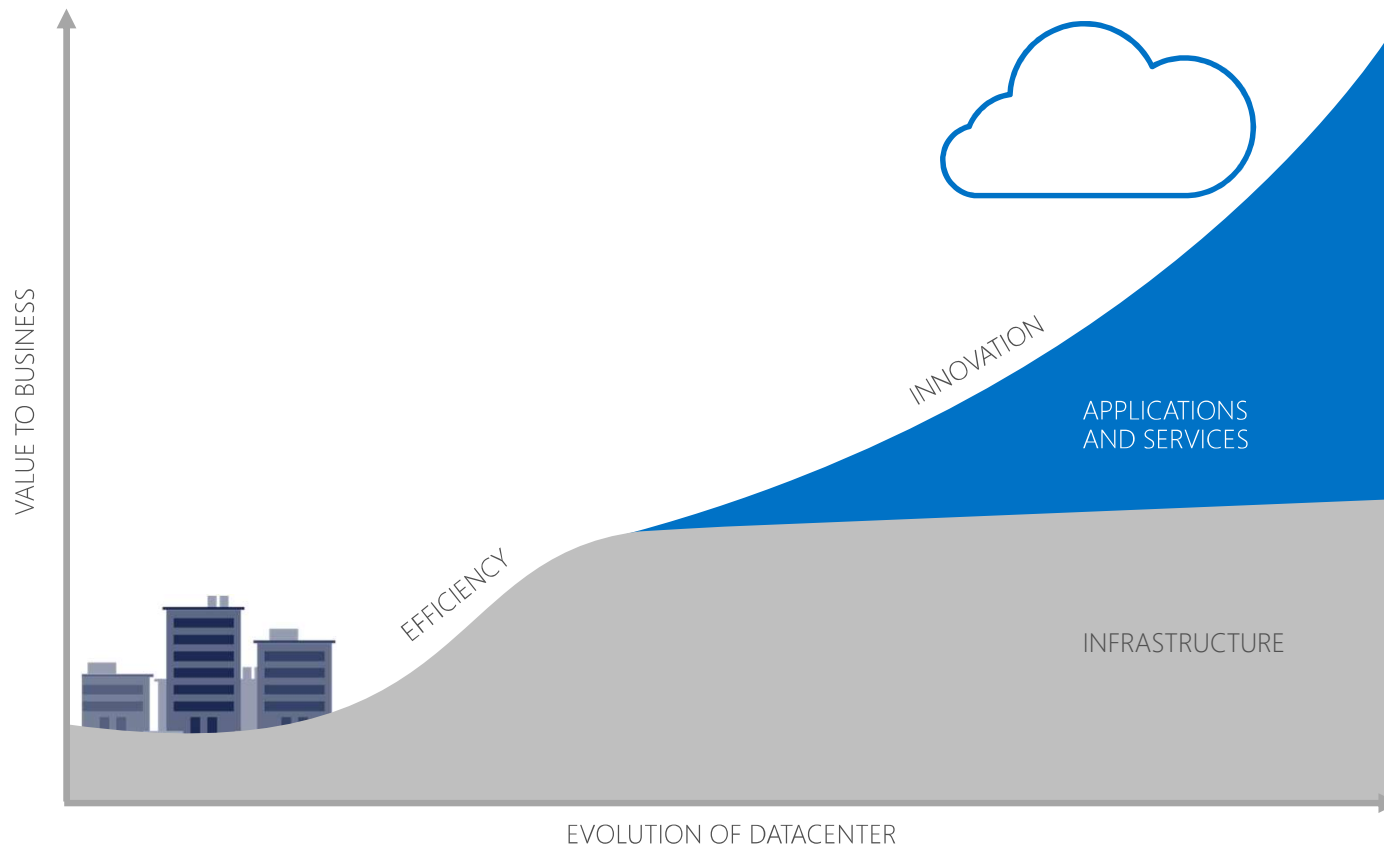 VALUE TO BUSINESS
EFFICIENCY
INNOVATION
APPLICATIONS
AND SERVICES
INFRASTRUCTURE
EVOLUTION OF DATACENTER